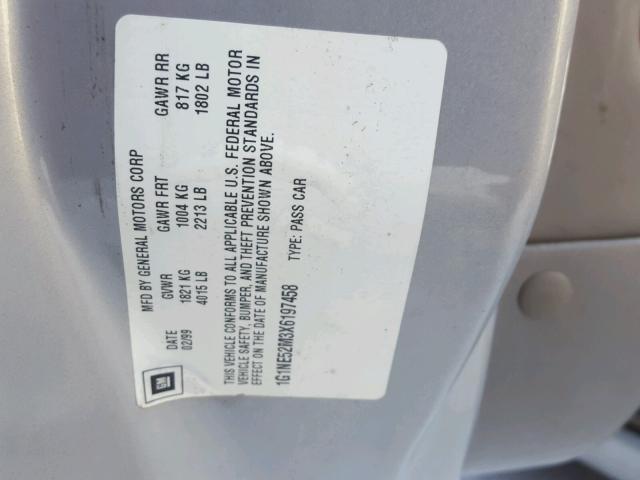 MFD BY GENERAL MOTORS CORP
DATE GVWR GAWR FRT GAWR RR
02/99 1821 KG 1004 KG 817 KG
4015 LB 2213 LB 1802 LB
THIS VEHICLE CONFORMS TO ALL APPLICABLE U.S. FEDERAL MOTOR
VEHICLE SAFETY, BUMPER, AND THEFT PREVENTION STANDARDS IN
EFFECT ON THE DATE OF MANUFACTURE SHOWN ABOVE.
1G1NE52M3X6197458 TYPE: PASS CAR
GM